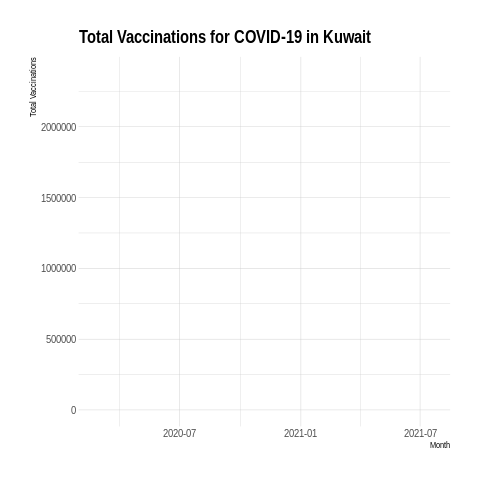 Total Vaccinations for COVID-19 in Kuwait
Total Vaccinations
2000000
1500000
1000000
500000
0
2020-07 2021-01 2021-07
Month